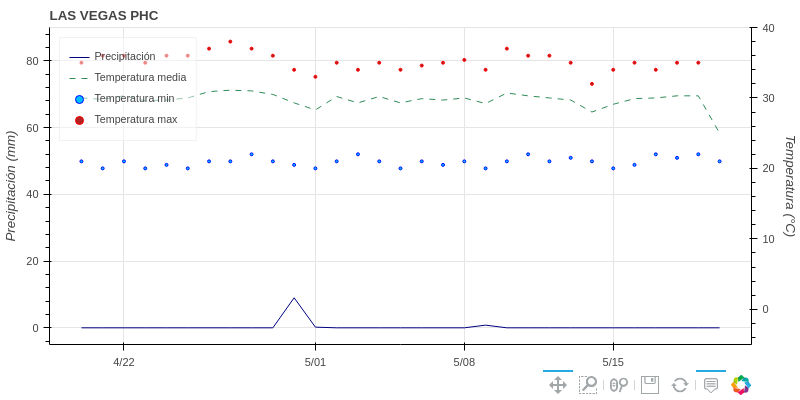 LAS VEGAS PHC
Precipitación
Temperatura media
Temperatura min
Temperatura max
Precipitación (mm)
80
60
40
20
0
Temperatura (°C)
40
30
20
10
0
4/22
5/01
5/08
5/15